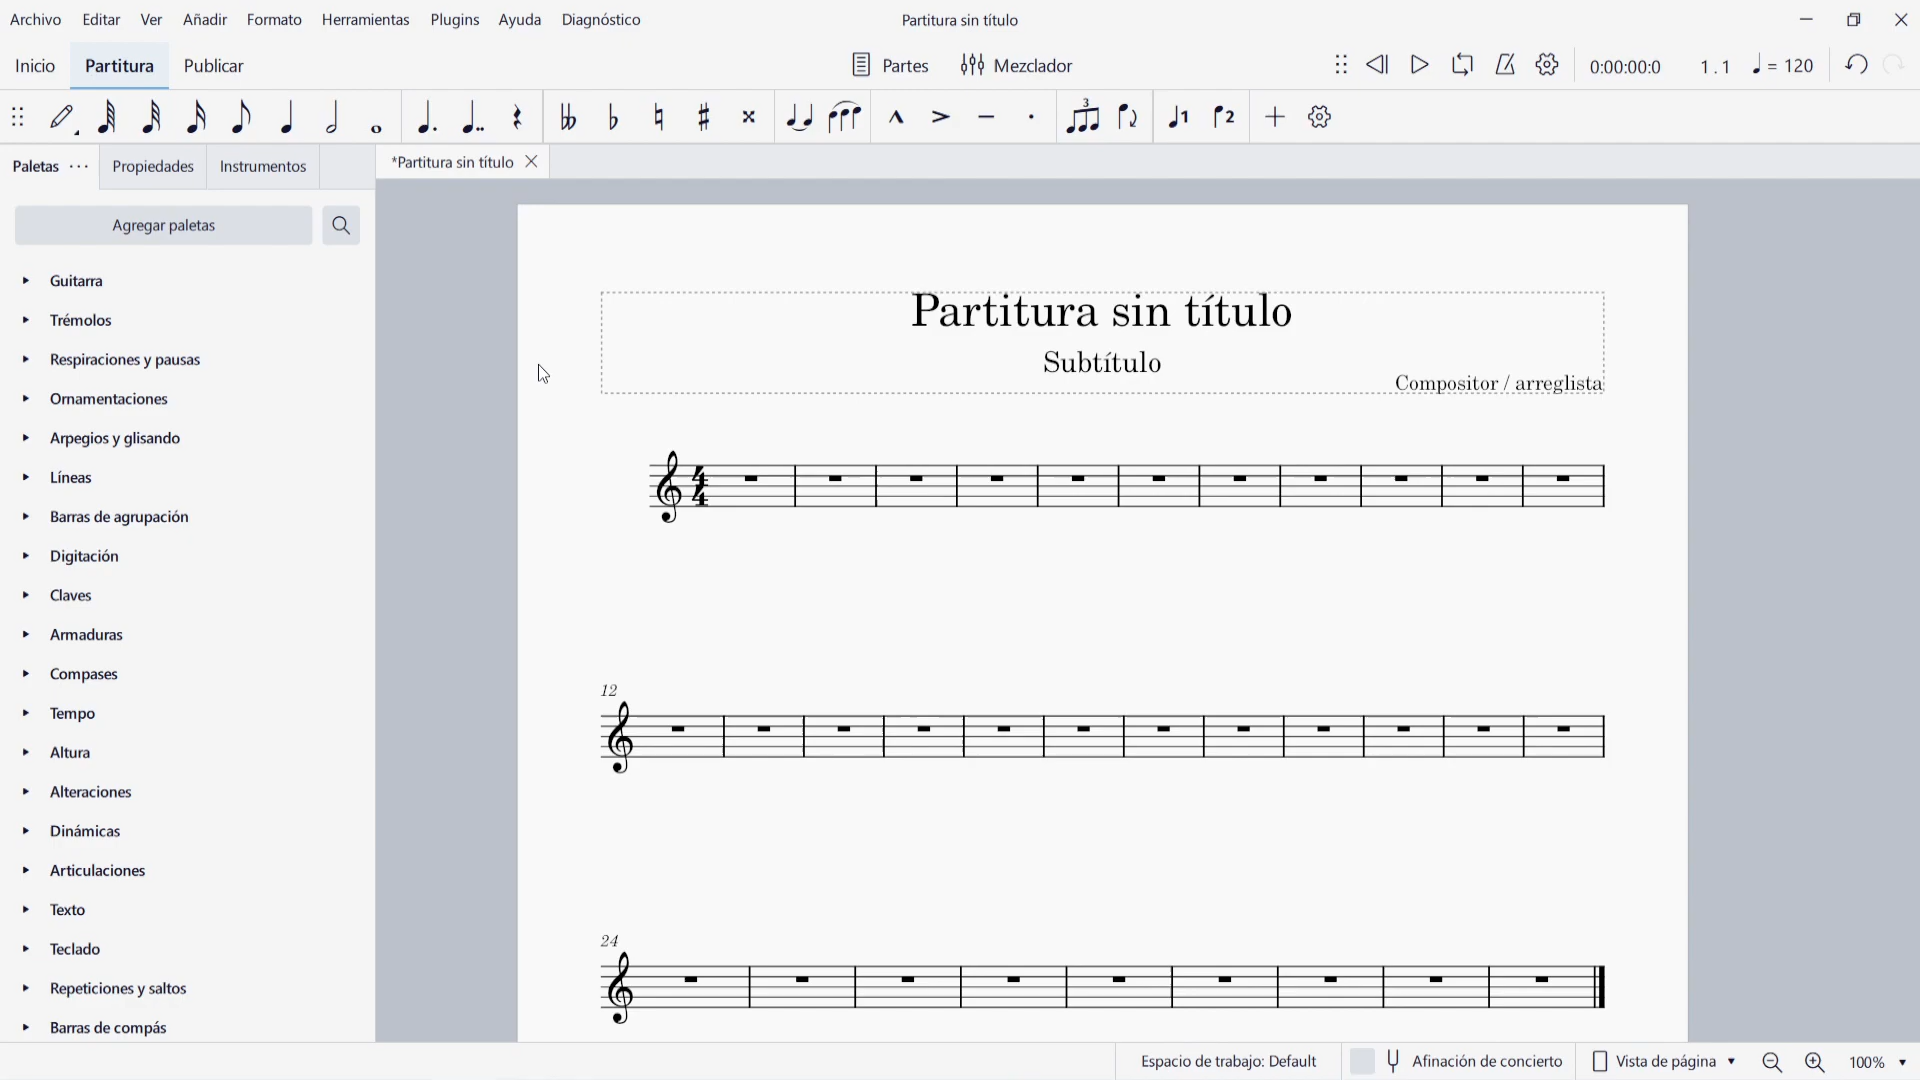 Archivo Editar Ver Añadir Formato Herramientas Plugins Ayuda Diagnóstico
Partitura sin título
Inicio Partitura Publicar
Partes Mezclador
0:00:00:0 1 . 1 = 120
3
1 2
Paletas ··· Propiedades Instrumentos
*Partitura sin título
Agregar paletas
Guitarra
Trémolos
Respiraciones y pausas
Ornamentaciones
Arpegios y glisando
Líneas
Barras de agrupación
Digitación
Claves
Armaduras
Compases
Tempo
Altura
Alteraciones
Dinámicas
Articulaciones
Texto
Teclado
Repeticiones y saltos
Barras de compás
Partitura sin título
Subtítulo
Compositor / arreglista
4
4
12
24
Espacio de trabajo: Default Afinación de concierto Vista de página 100%